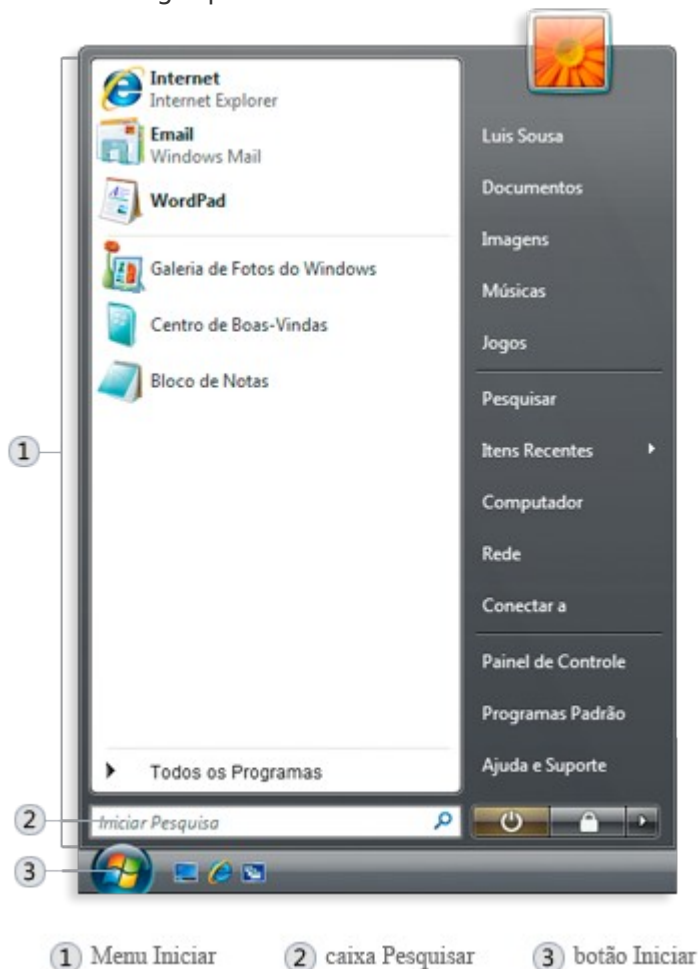 Internet
Internet Explorer
Email
Windows Mail
WordPad
Galeria de Fotos do Windows
Centro de Boas-Vindas
Bloco de Notas
Todos os Programas
Iniciar Pesquisa
Luis Sousa
Documentos
Imagens
Músicas
Jogos
Pesquisar
Itens Recentes
Computador
Rede
Conectar a
Painel de Controle
Programas Padrão
Ajuda e Suporte
1
2
3
1 Menu Iniciar 2 caixa Pesquisar 3 botão Iniciar